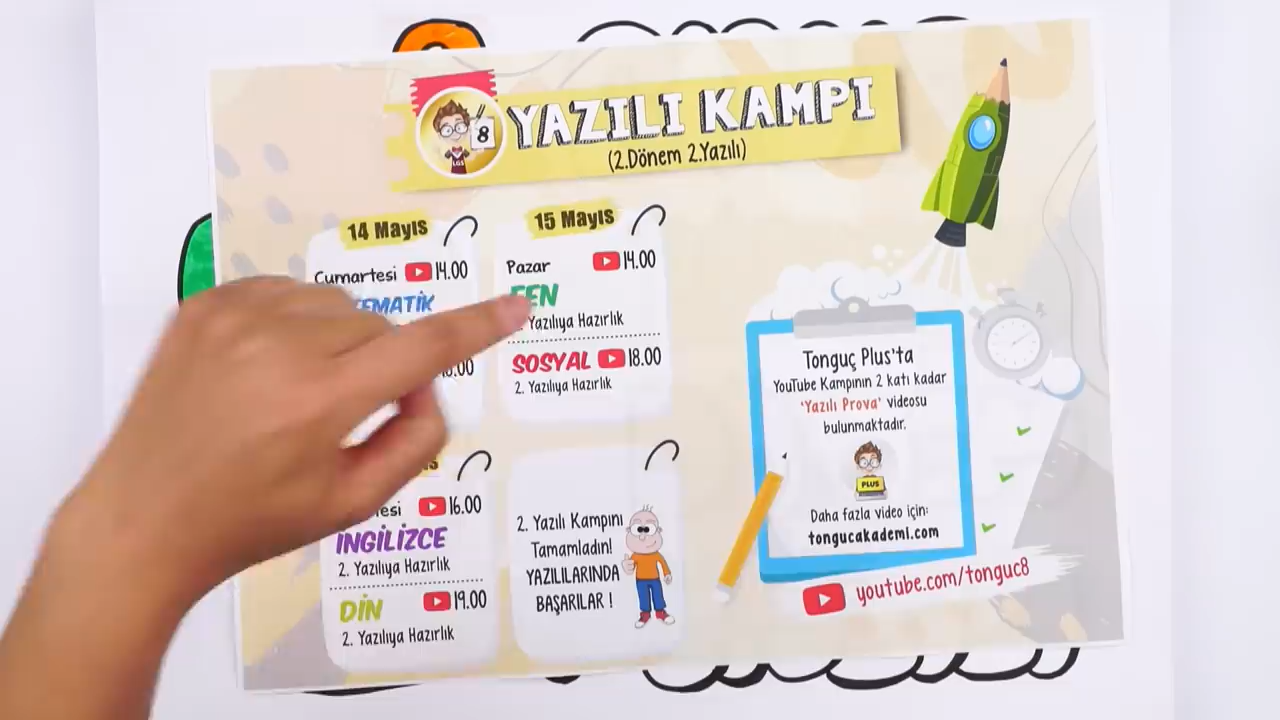 8
LGS
YAZILI KAMPI
(2.Dönem 2.Yazılı)
14 Mayıs
Cumartesi 14.00
15 Mayıs
Pazar 14.00
FEN
Yazılıya Hazırlık
SOSYAL 18.00
2. Yazılıya Hazırlık
16.00
İNGİLİZCE
2. Yazılıya Hazırlık
DİN 19.00
2. Yazılıya Hazırlık
2. Yazılı Kampını
Tamamladın!
YAZILILARINDA
BAŞARILAR !
Tonguç Plus'ta
YouTube Kampının 2 katı kadar
'Yazılı Prova' videosu
bulunmaktadır.
PLUS
Daha fazla video için:
tongucakademi.com
youtube.com/tonguc8